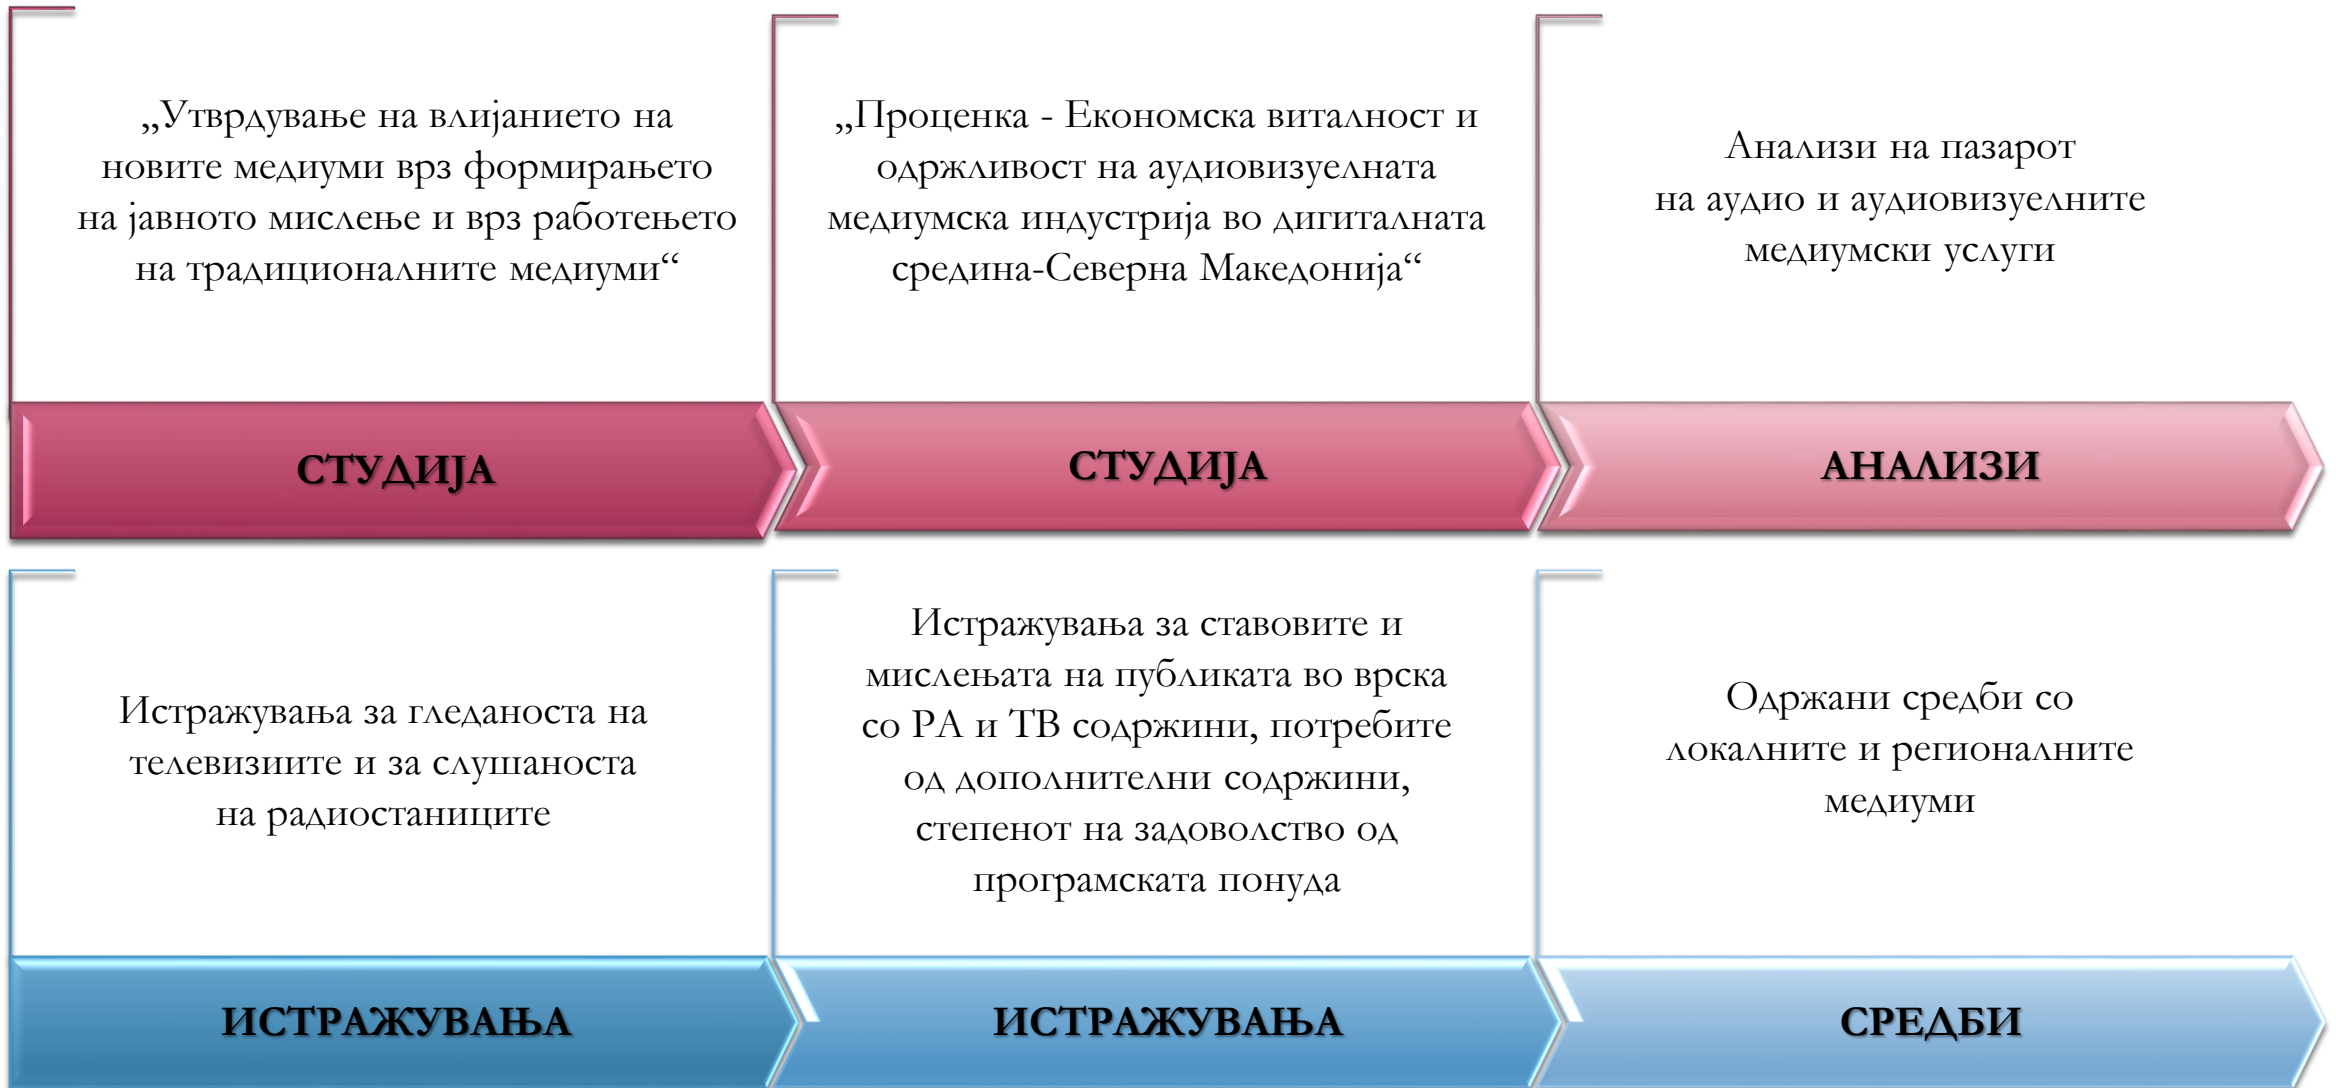 „Утврдување на влијанието на
новите медиуми врз формирањето
на јавното мислење и врз работењето
на традиционалните медиуми“
СТУДИЈА
„Проценка - Економска виталност и
одржливост на аудиовизуелната
медиумска индустрија во дигиталната
средина-Северна Македонија“
СТУДИЈА
Анализи на пазарот
на аудио и аудиовизуелните
медиумски услуги
АНАЛИЗИ
Истражувања за гледаноста на
телевизиите и за слушаноста
на радиостаниците
ИСТРАЖУВАЊА
Истражувања за ставовите и
мислењата на публиката во врска
со РА и ТВ содржини, потребите
од дополнителни содржини,
степенот на задоволство од
програмската понуда
ИСТРАЖУВАЊА
Одржани средби со
локалните и регионалните
медиуми
СРЕДБИ